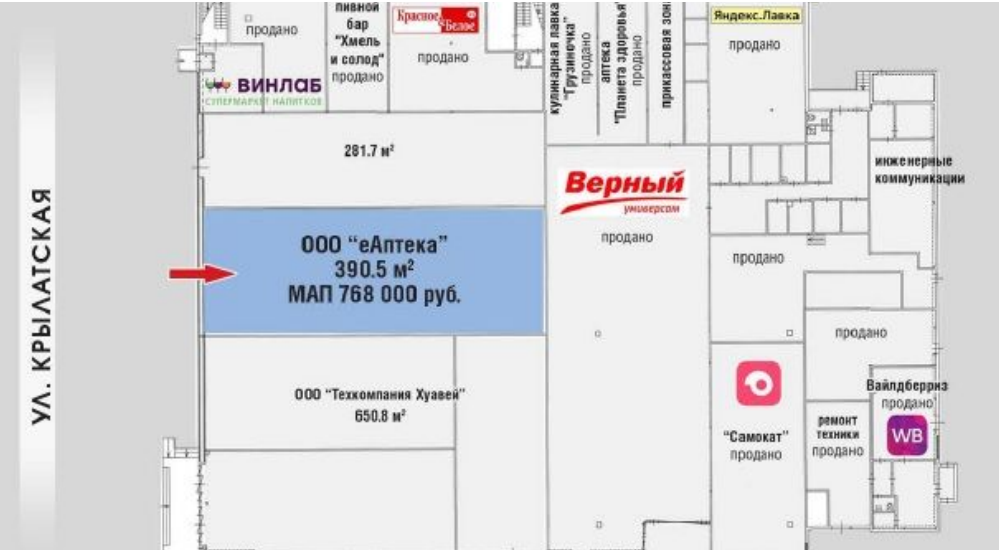 УЛ. КРЫЛАТСКАЯ
продано
ВИНЛАБ
СУПЕРМАРКЕТ НАПИТКОВ
пивной
бар
"Хмель
и солод"
продано
Красное&Белое
продано
кулинарная лавка
"Грузиночка"
продано
аптека
"Планета здоровья"
продано
прикассовая зона
Яндекс.Лавка
продано
281.7 м²
ООО "еАптека"
390.5 м²
МАП 768 000 руб.
Верный
универсам
продано
инженерные
коммуникации
продано
продано
ООО "Техкомпания Хуавей"
650.8 м²
"Самокат"
продано
ремонт
техники
продано
Вайлдберриз
продано
WB